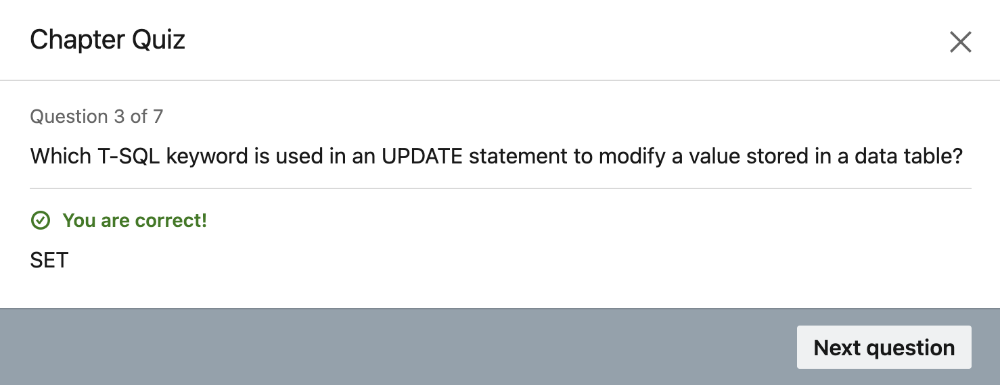 Chapter Quiz
Question 3 of 7
Which T-SQL keyword is used in an UPDATE statement to modify a value stored in a data table?
You are correct!
SET
Next question